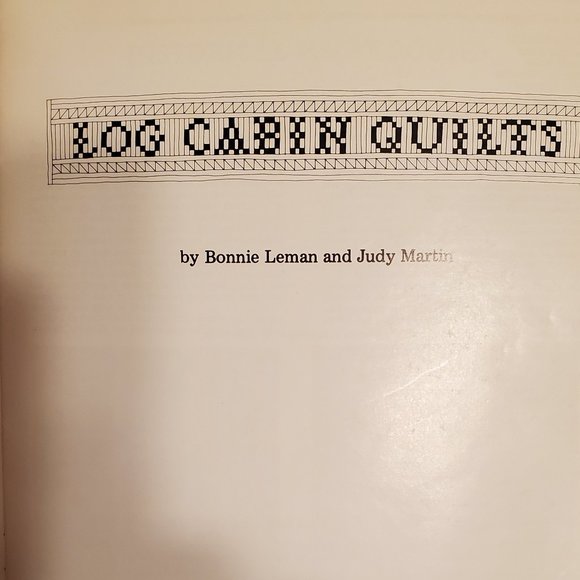 LOG CABIN QUILTS
by Bonnie Leman and Judy Martin